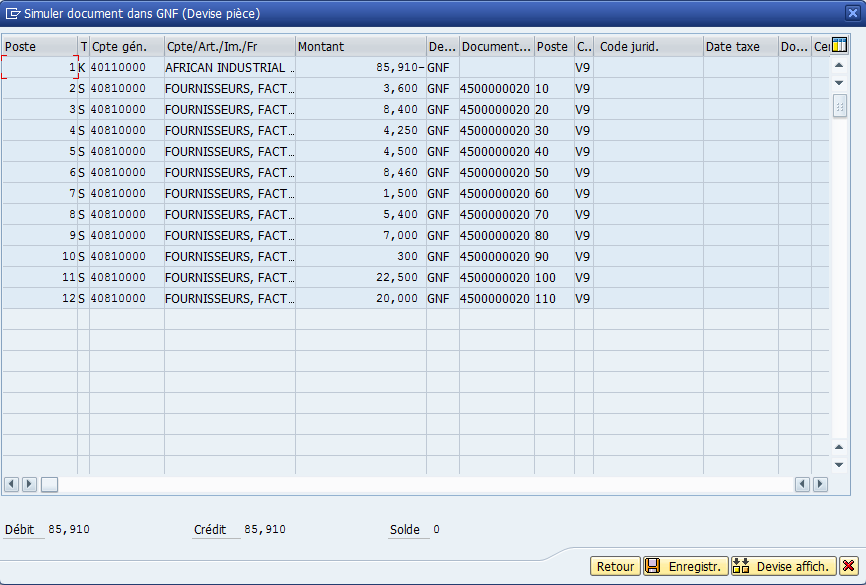 Simuler document dans GNF (Devise pièce)
Poste T Cpte gén. Cpte/Art./Im./Fr Montant De... Document... Poste C.. Code jurid. Date taxe Do... Ceu
1 K 40110000 AFRICAN INDUSTRIAL .. 85,910- GNF V9
2 S 40810000 FOURNISSEURS, FACT... 3,600 GNF 4500000020 10 V9
3 S 40810000 FOURNISSEURS, FACT... 8,400 GNF 4500000020 20 V9
4 S 40810000 FOURNISSEURS, FACT... 4,250 GNF 4500000020 30 V9
5 S 40810000 FOURNISSEURS, FACT... 4,500 GNF 4500000020 40 V9
6 S 40810000 FOURNISSEURS, FACT... 8,460 GNF 4500000020 50 V9
7 S 40810000 FOURNISSEURS, FACT... 1,500 GNF 4500000020 60 V9
8 S 40810000 FOURNISSEURS, FACT... 5,400 GNF 4500000020 70 V9
9 S 40810000 FOURNISSEURS, FACT... 7,000 GNF 4500000020 80 V9
10 S 40810000 FOURNISSEURS, FACT... 300 GNF 4500000020 90 V9
11 S 40810000 FOURNISSEURS, FACT... 22,500 GNF 4500000020 100 V9
12 S 40810000 FOURNISSEURS, FACT... 20,000 GNF 4500000020 110 V9
Débit 85,910 Crédit 85,910 Solde 0
Retour Enregistr. Devise affich.